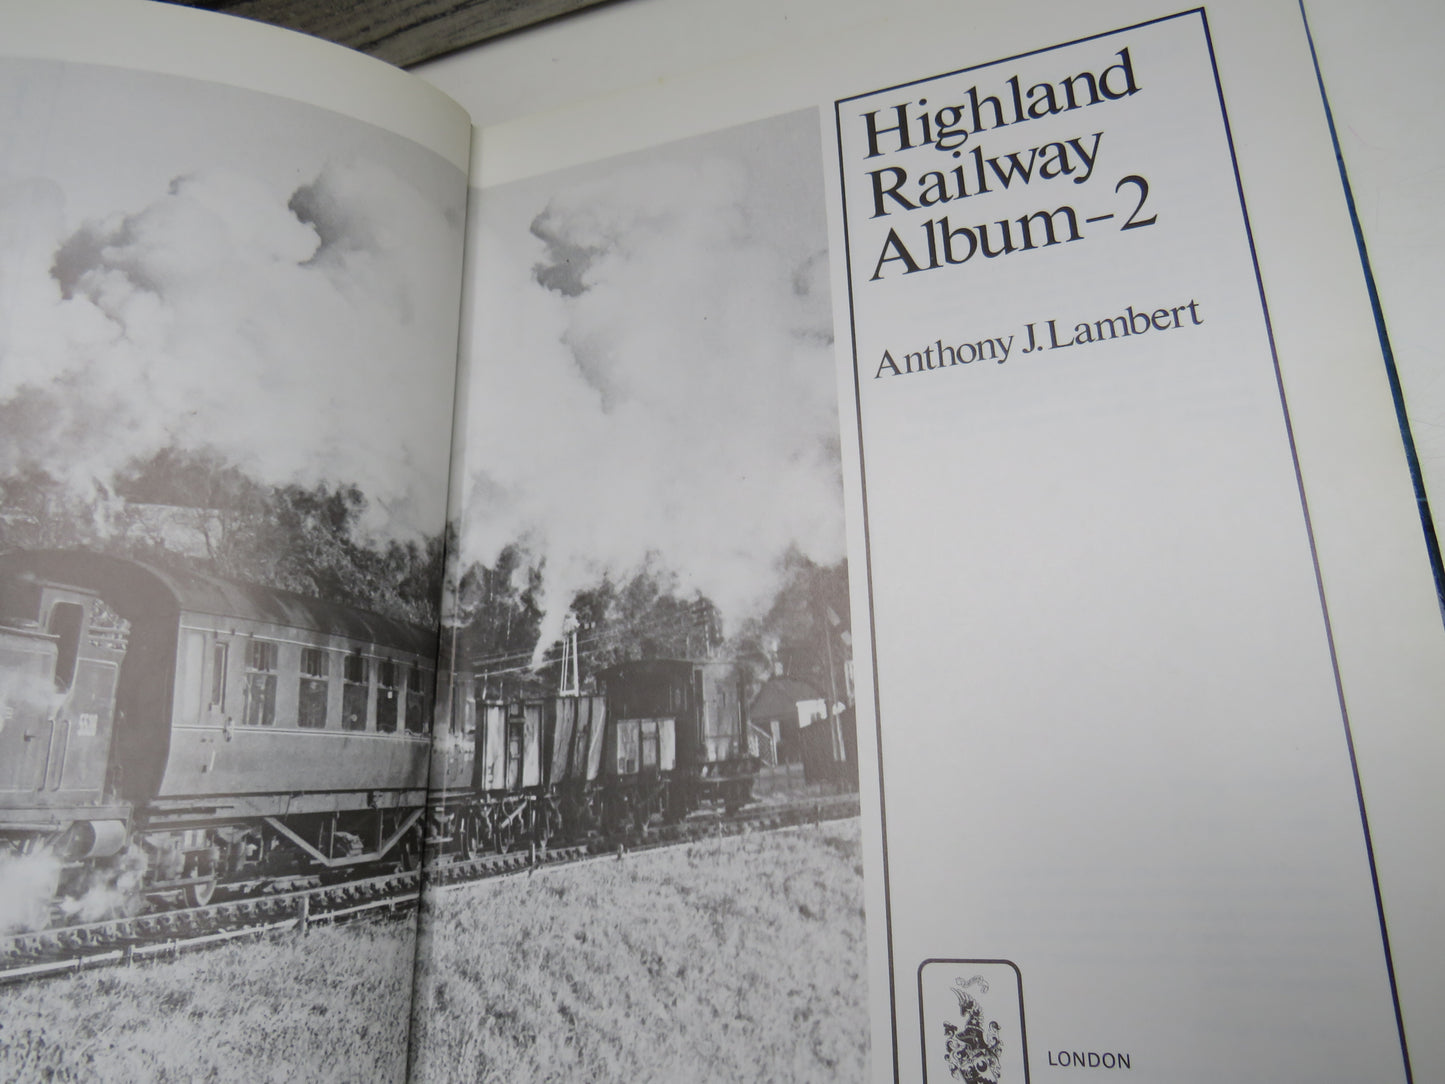 Highland
Railway
Album-2
Anthony J. Lambert
LONDON